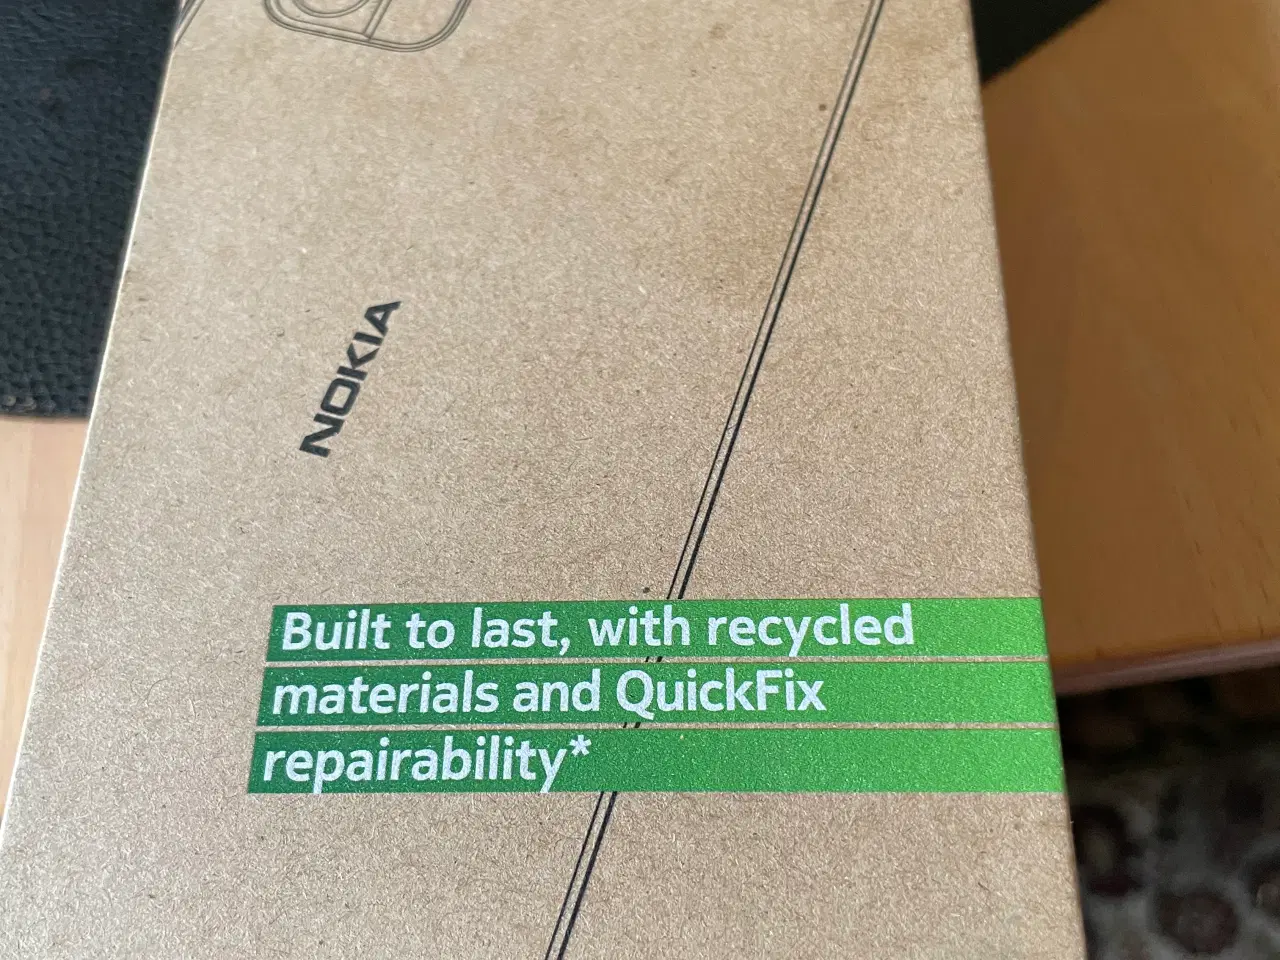 NOKIA
Built to last, with recycled
materials and QuickFix
repairability*